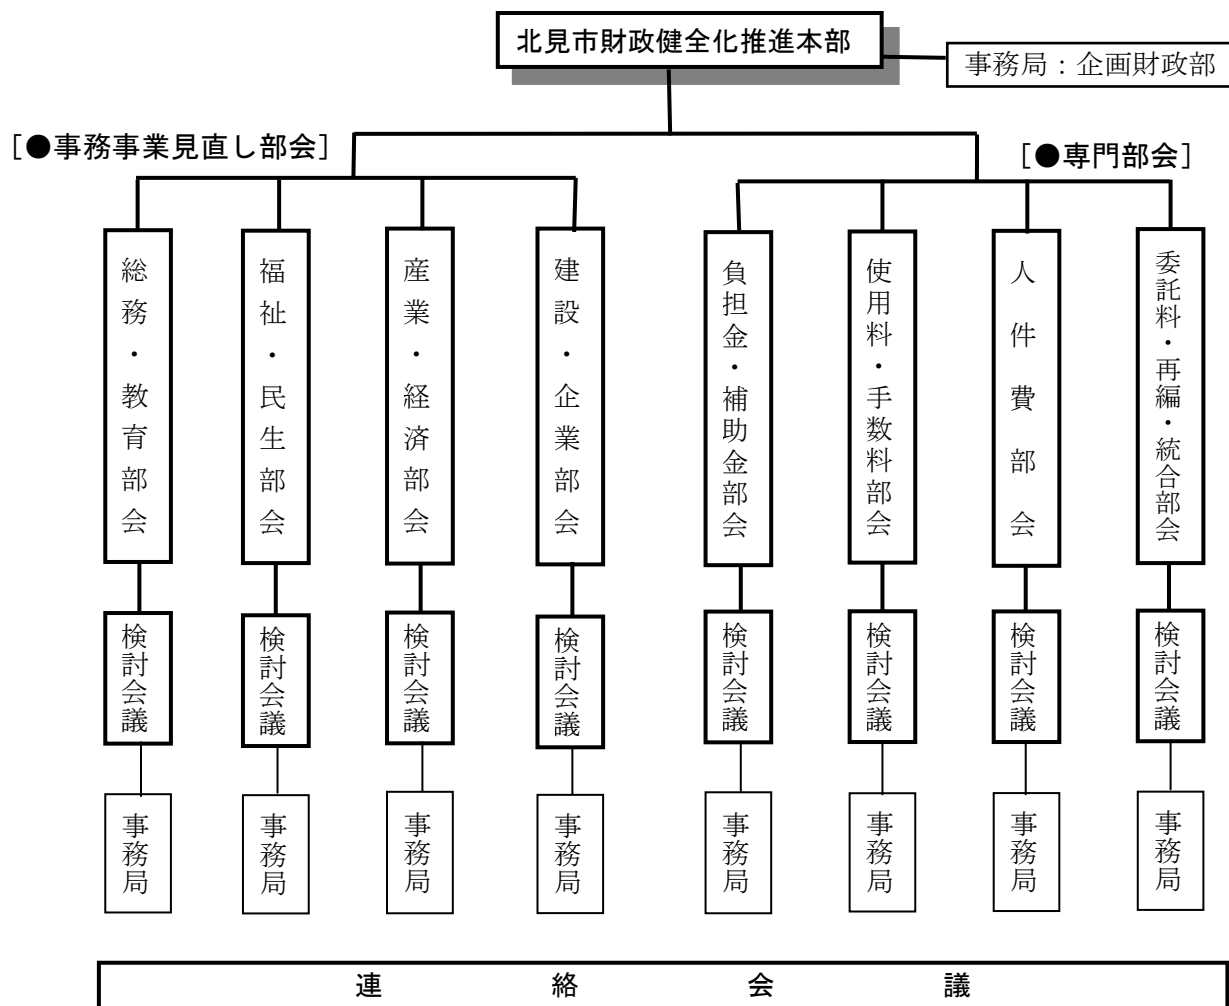 北見市財政健全化推進本部
事務局：企画財政部
［●事務事業見直し部会］
［●専門部会］
総務・教育部会
福祉・民生部会
産業・経済部会
建設・企業部会
負担金・補助金部会
使用料・手数料部会
人件費部会
委託料・再編・統合部会
検討会議
検討会議
検討会議
検討会議
検討会議
検討会議
検討会議
検討会議
事務局
事務局
事務局
事務局
事務局
事務局
事務局
事務局
連絡会議